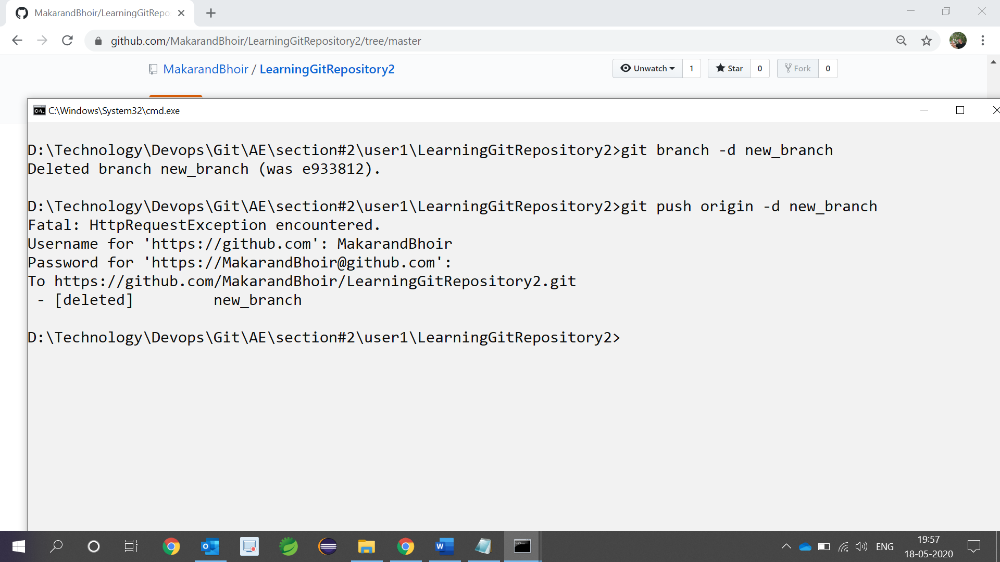 MakarandBhoir/LearningGitRepo
github.com/MakarandBhoir/LearningGitRepository2/tree/master
MakarandBhoir / LearningGitRepository2
Unwatch 1 Star 0 Fork 0
C:\Windows\System32\cmd.exe
D:\Technology\Devops\Git\AE\section#2\user1\LearningGitRepository2>git branch -d new_branch
Deleted branch new_branch (was e933812).
D:\Technology\Devops\Git\AE\section#2\user1\LearningGitRepository2>git push origin -d new_branch
Fatal: HttpRequestException encountered.
Username for 'https://github.com': MakarandBhoir
Password for 'https://MakarandBhoir@github.com':
To https://github.com/MakarandBhoir/LearningGitRepository2.git
 - [deleted]         new_branch
D:\Technology\Devops\Git\AE\section#2\user1\LearningGitRepository2>
ENG
19:57
18-05-2020